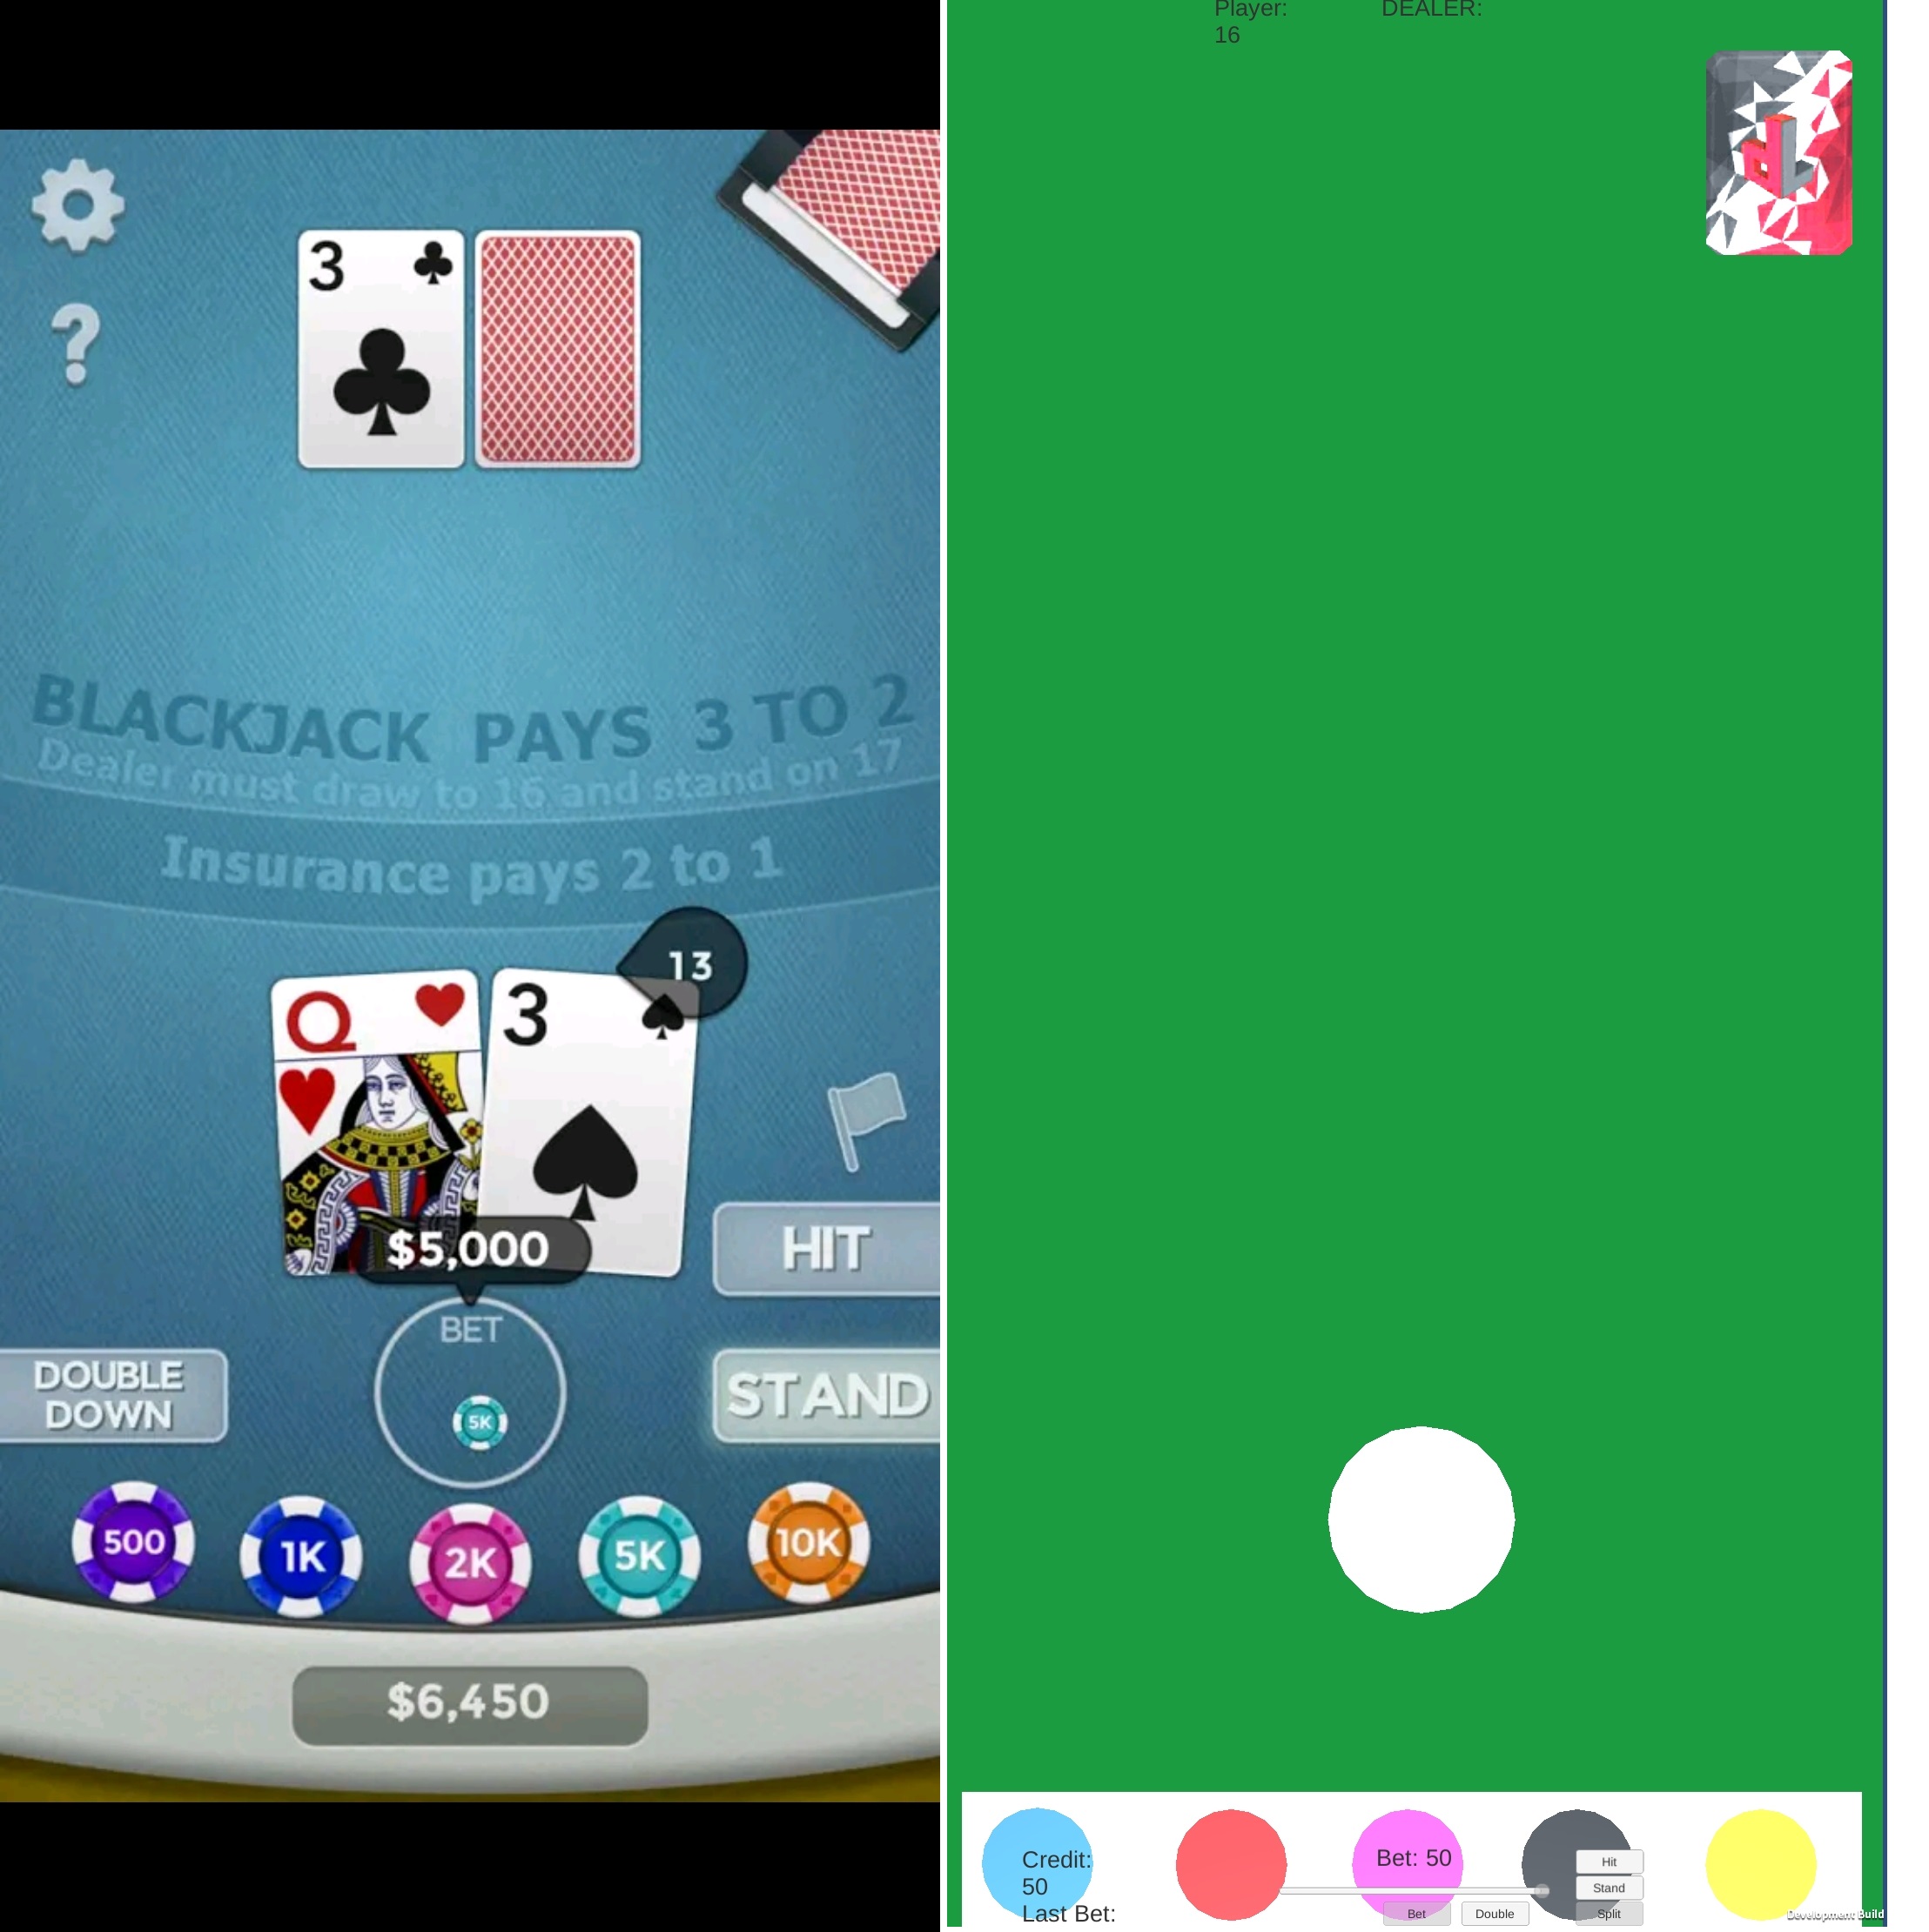 3
BLACKJACK PAYS 3 TO 2
Dealer must draw to 16 and stand on 17
Insurance pays 2 to 1
13
Q
3
$5,000
HIT
BET
DOUBLE
DOWN
5K
STAND
500
1K
2K
5K
10K
$6,450
Player:
16
DEALER:
Credit:
50
Last Bet:
Bet: 50
Hit
Stand
Bet
Double
Split
Development Build